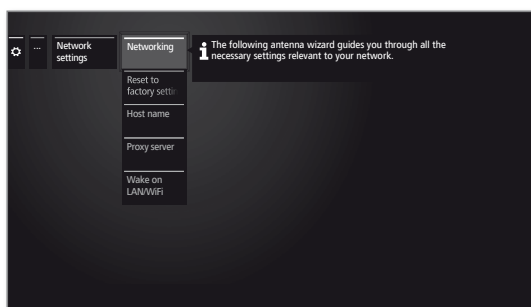 ...
Network
settings
Networking
The following antenna wizard guides you through all the
necessary settings relevant to your network.
Reset to
factory settin
Host name
Proxy server
Wake on
LAN/WiFi